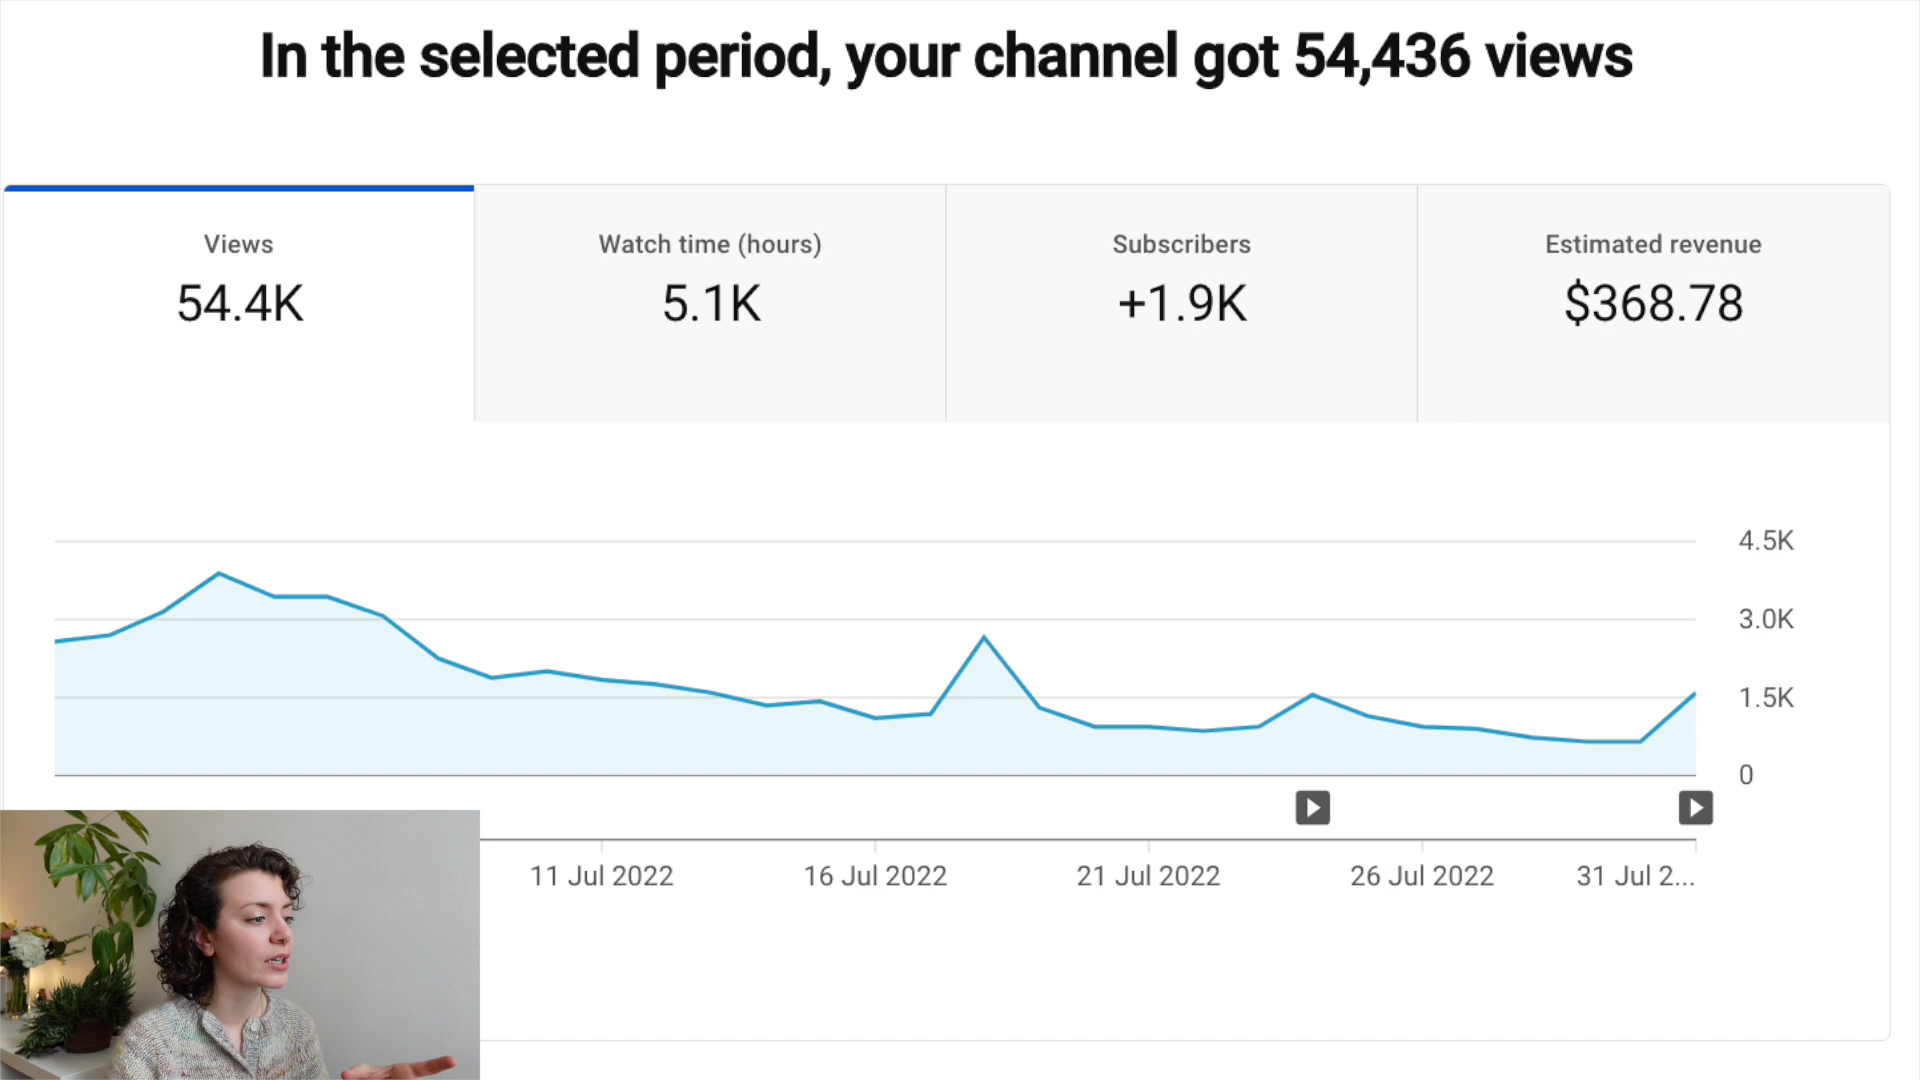 In the selected period, your channel got 54,436 views
Views
54.4K
Watch time (hours)
5.1K
Subscribers
+1.9K
Estimated revenue
$368.78
4.5K
3.0K
1.5K
0
11 Jul 2022
16 Jul 2022
21 Jul 2022
26 Jul 2022
31 Jul 2...